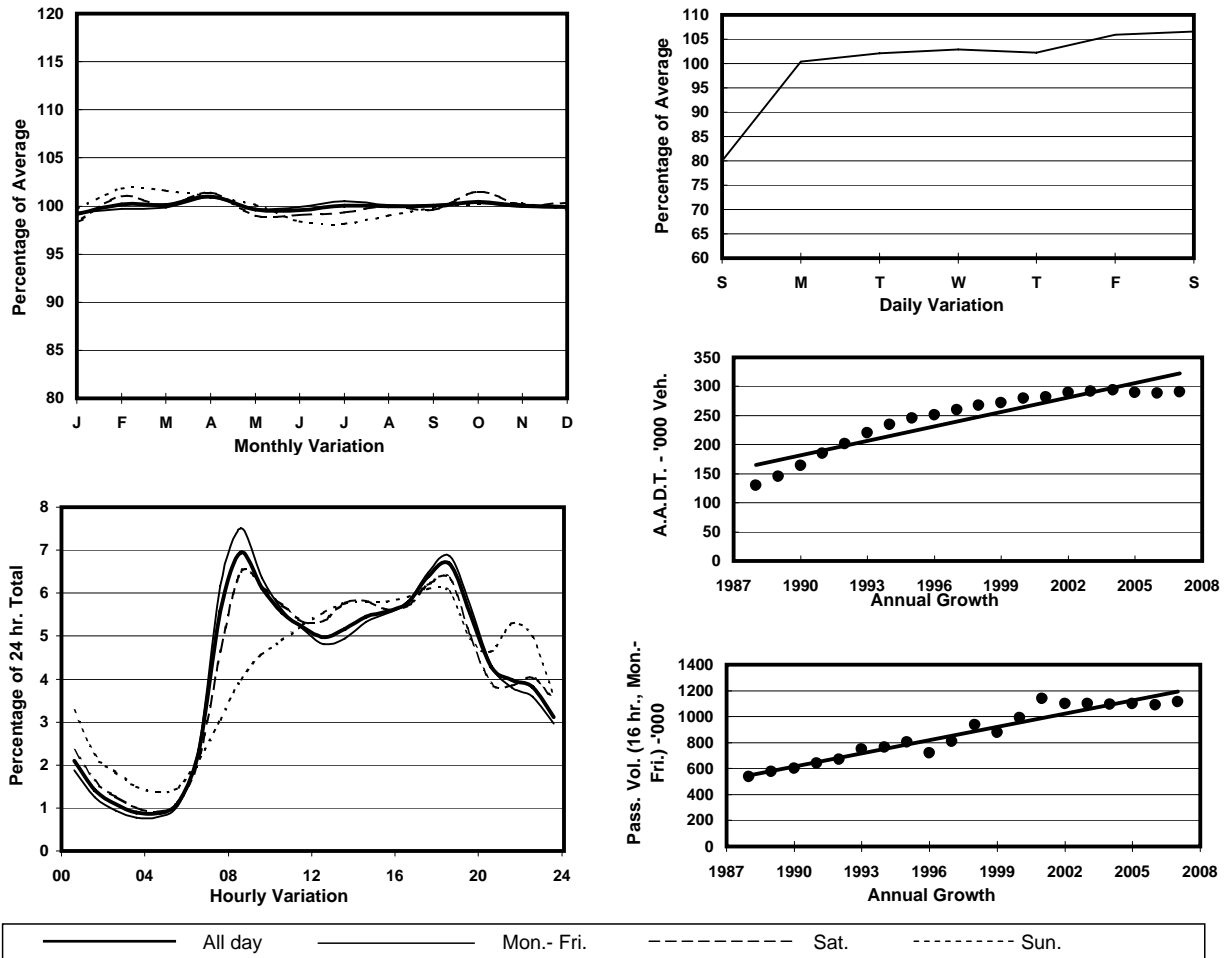 120
115
110
105
100
95
90
85
80
Percentage of Average
J F M A M J J A S O N D
Monthly Variation
110
105
100
95
90
85
80
75
70
65
60
Percentage of Average
S M T W T F S
Daily Variation
350
300
250
200
150
100
50
0
A.A.D.T. - '000 Veh.
1987 1990 1993 1996 1999 2002 2005 2008
Annual Growth
8
7
6
5
4
3
2
1
0
Percentage of 24 hr. Total
00 04 08 12 16 20 24
Hourly Variation
1400
1200
1000
800
600
400
200
0
Pass. Vol. (16 hr., Mon.-
Fri.) -'000
1987 1990 1993 1996 1999 2002 2005 2008
Annual Growth
All day Mon.- Fri. Sat. Sun.